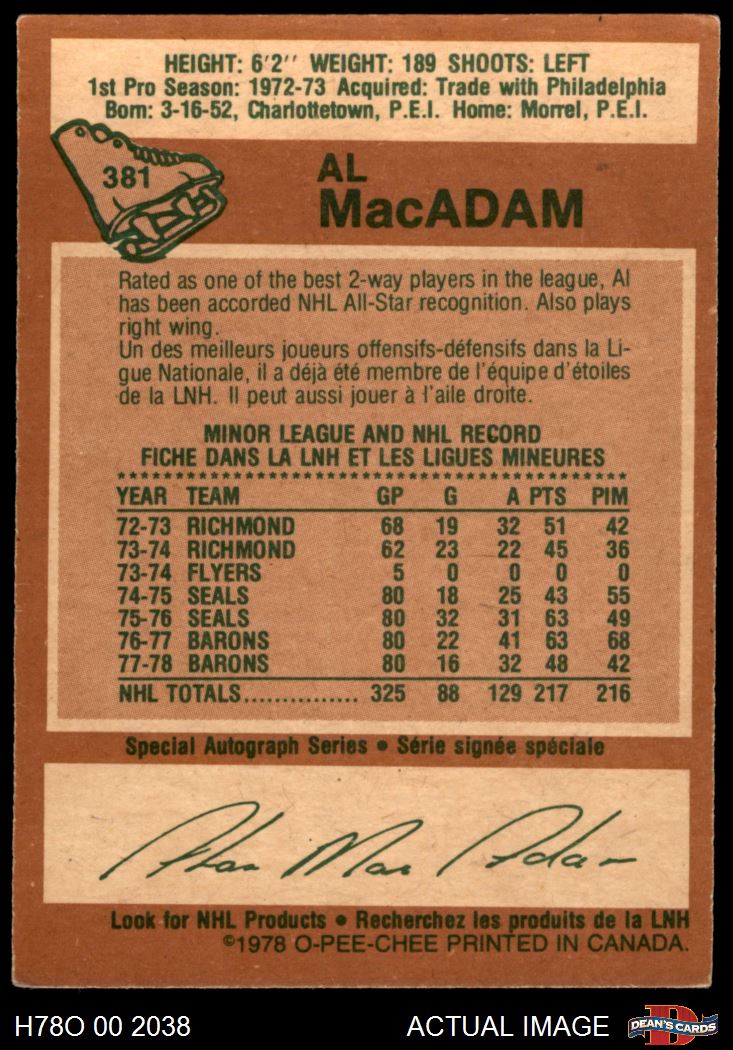 HEIGHT: 6'2'' WEIGHT: 189 SHOOTS: LEFT
1st Pro Season: 1972-73 Acquired: Trade with Philadelphia
Born: 3-16-52, Charlottetown, P.E.I. Home: Morrel, P.E.I.
381
AL
MacADAM
Rated as one of the best 2-way players in the league, Al
has been accorded NHL All-Star recognition. Also plays
right wing.
Un des meilleurs joueurs offensifs-défensifs dans la Li-
gue Nationale, il a déjà été membre de l'équipe d'étoiles
de la LNH. Il peut aussi jouer à l'aile droite.
MINOR LEAGUE AND NHL RECORD
FICHE DANS LA LNH ET LES LIGUES MINEURES
YEAR TEAM GP G A PTS PIM
72-73 RICHMOND 68 19 32 51 42
73-74 RICHMOND 62 23 22 45 36
73-74 FLYERS 5 0 0 0 0
74-75 SEALS 80 18 25 43 55
75-76 SEALS 80 32 31 63 49
76-77 BARONS 80 22 41 63 68
77-78 BARONS 80 16 32 48 42
NHL TOTALS............... 325 88 129 217 216
Special Autograph Series • Série signée spéciale
Alan Mac Adam
Look for NHL Products • Recherchez les produits de la LNH
©1978 O-PEE-CHEE PRINTED IN CANADA.
H78O 00 2038 ACTUAL IMAGE DEAN'S CARDS